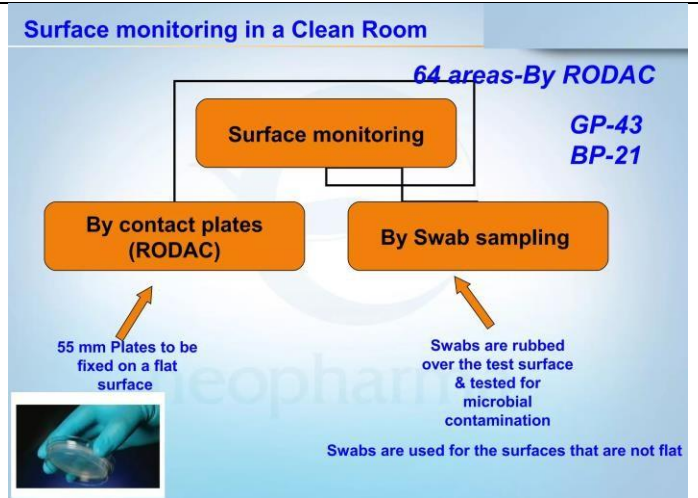 Surface monitoring in a Clean Room
64 areas-By RODAC
GP-43
BP-21
Surface monitoring
By contact plates
(RODAC)
By Swab sampling
55 mm Plates to be
fixed on a flat
surface
Swabs are rubbed
over the test surface
& tested for
microbial
contamination
Swabs are used for the surfaces that are not flat